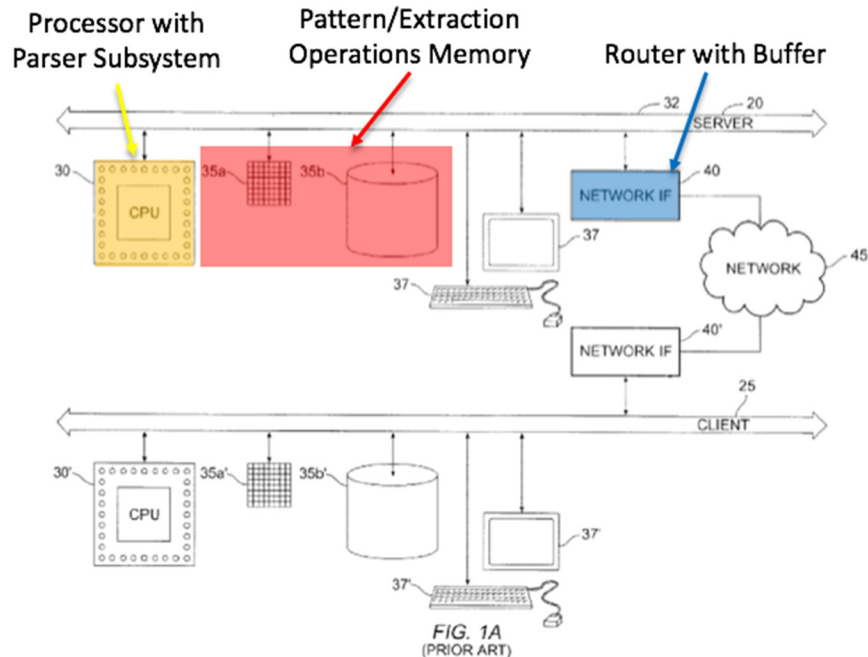 Processor with
Parser Subsystem
Pattern/Extraction
Operations Memory
Router with Buffer
32
20
SERVER
30
CPU
35a
35b
37
37
NETWORK IF
40
NETWORK
45
40'
NETWORK IF
25
CLIENT
30'
CPU
35a'
35b'
37'
37'
FIG. 1A
(PRIOR ART)